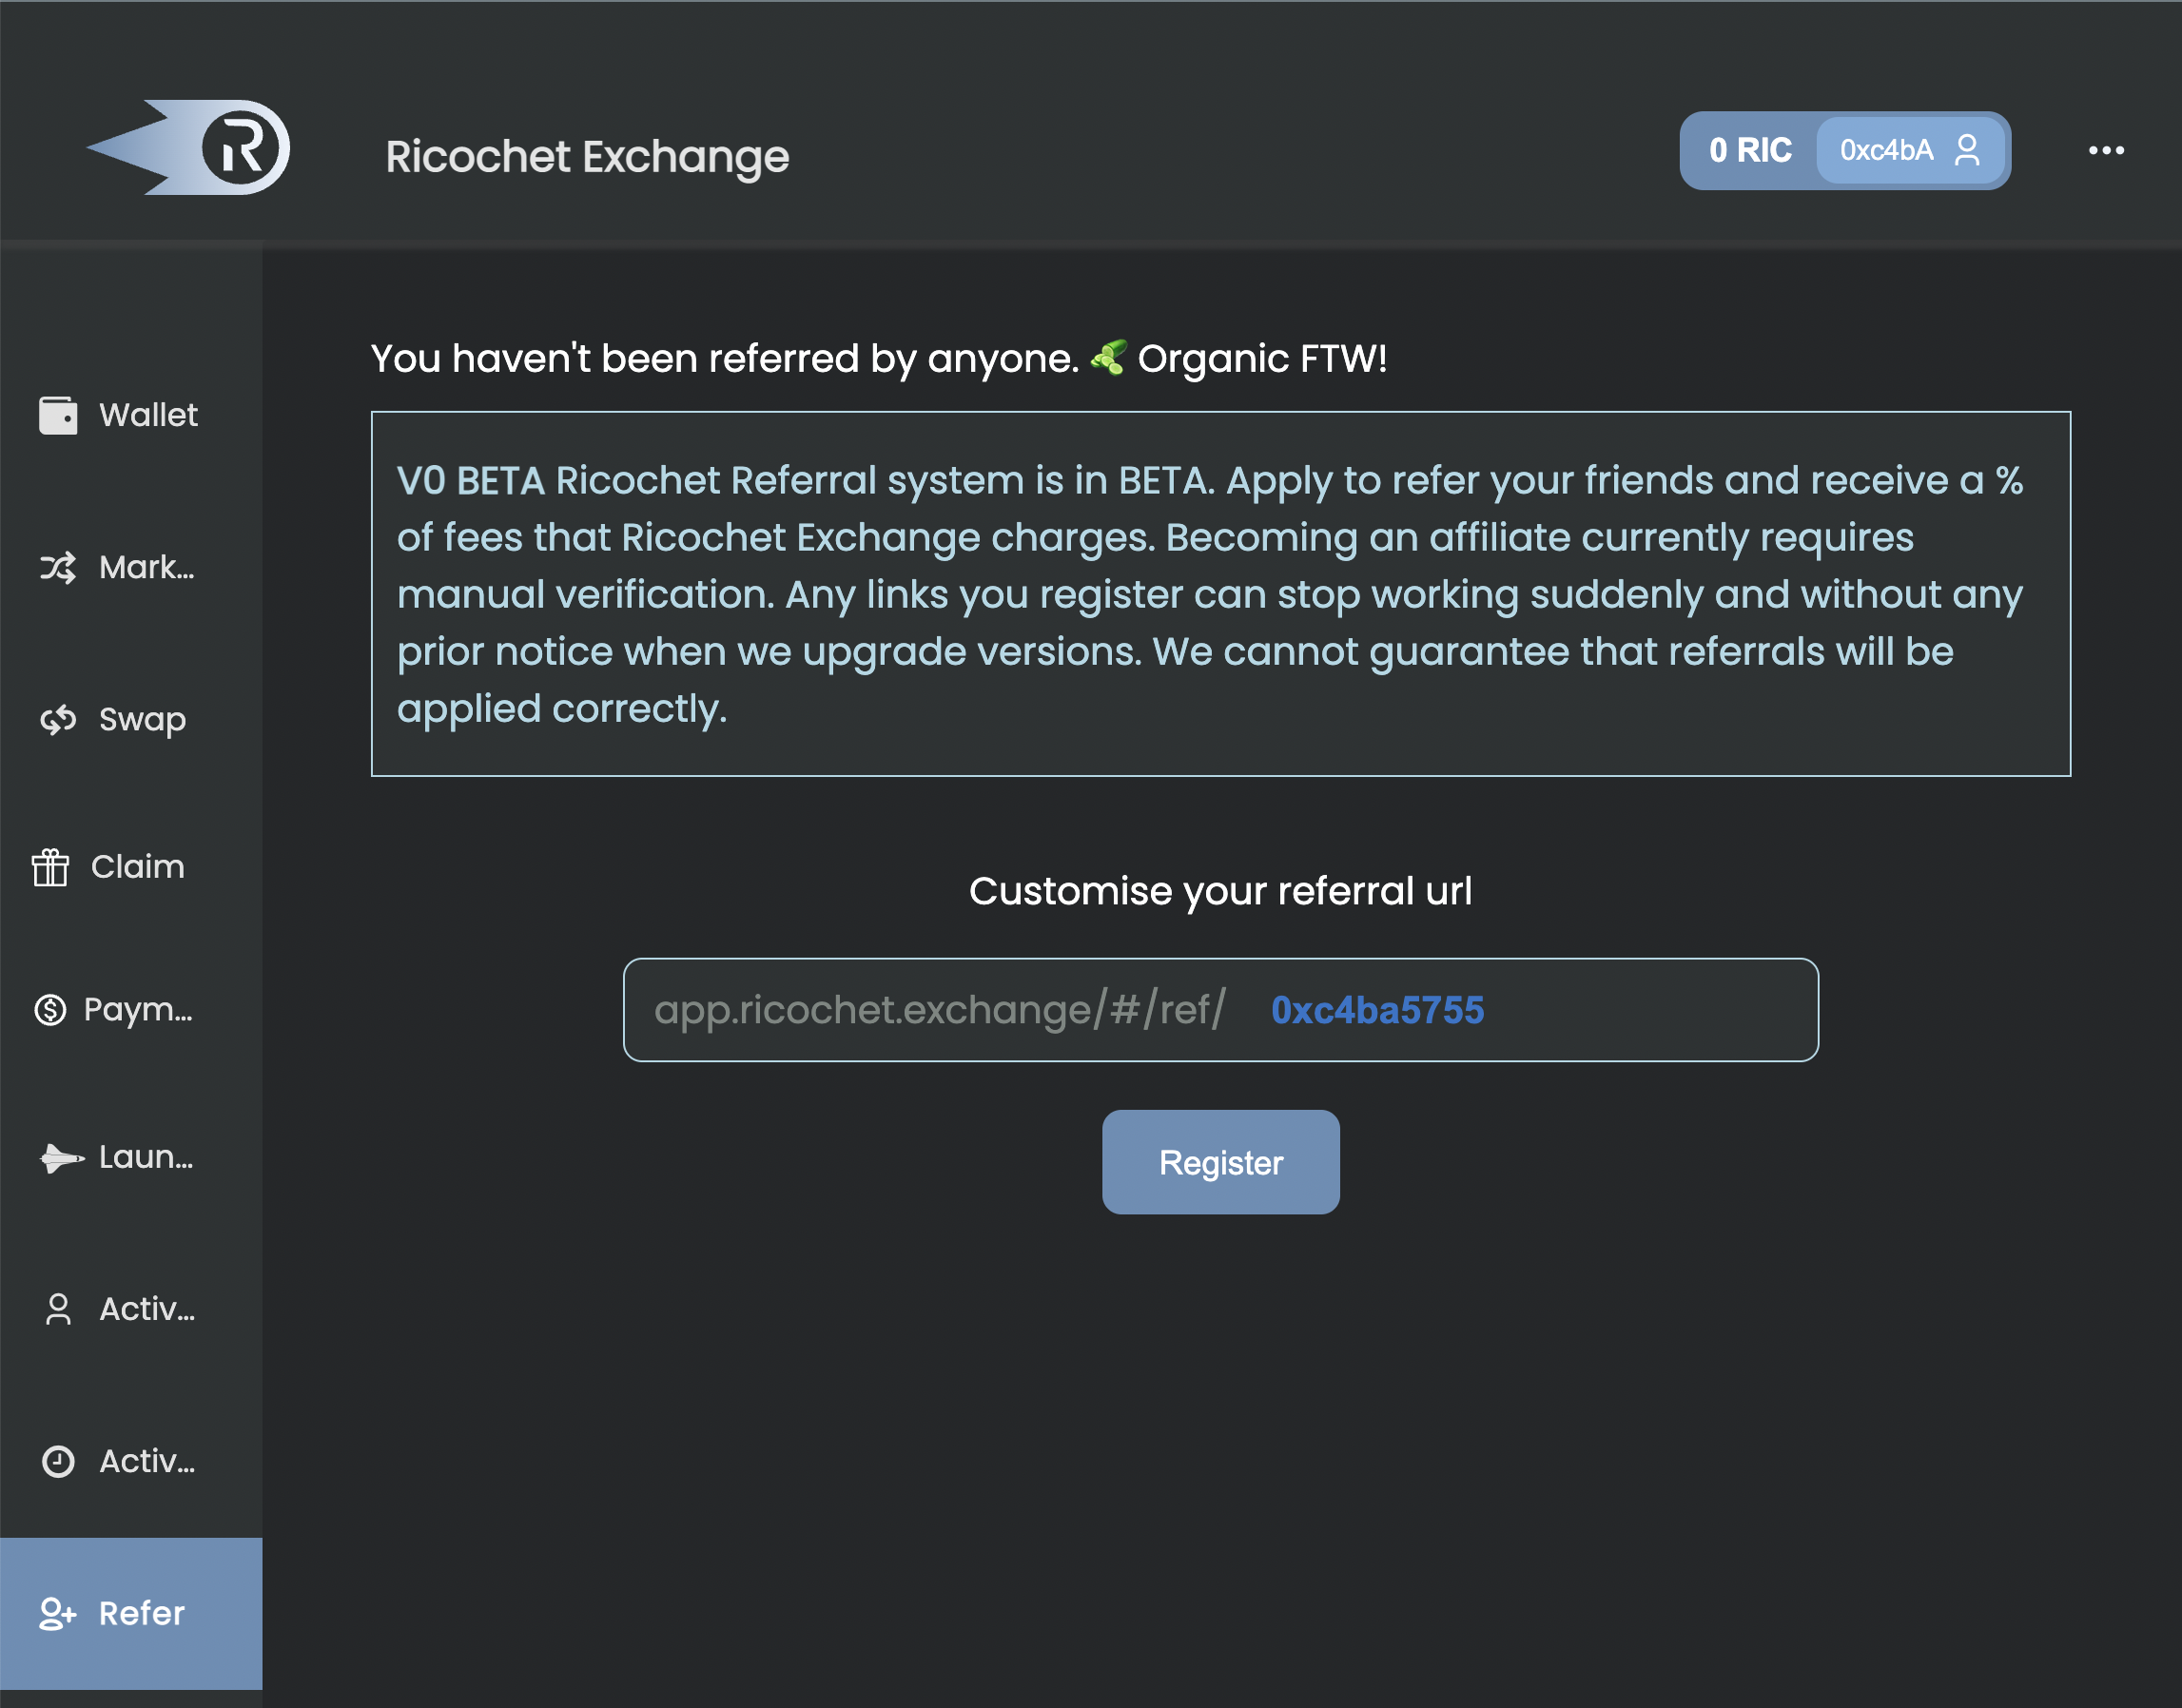 Ricochet Exchange
0 RIC 0xc4bA
...
Wallet
Mark...
Swap
Claim
Paym...
Laun...
Activ...
Activ...
Refer
You haven't been referred by anyone. 🥒 Organic FTW!
V0 BETA Ricochet Referral system is in BETA. Apply to refer your friends and receive a %
of fees that Ricochet Exchange charges. Becoming an affiliate currently requires
manual verification. Any links you register can stop working suddenly and without any
prior notice when we upgrade versions. We cannot guarantee that referrals will be
applied correctly.
Customise your referral url
app.ricochet.exchange/#/ref/ 0xc4ba5755
Register